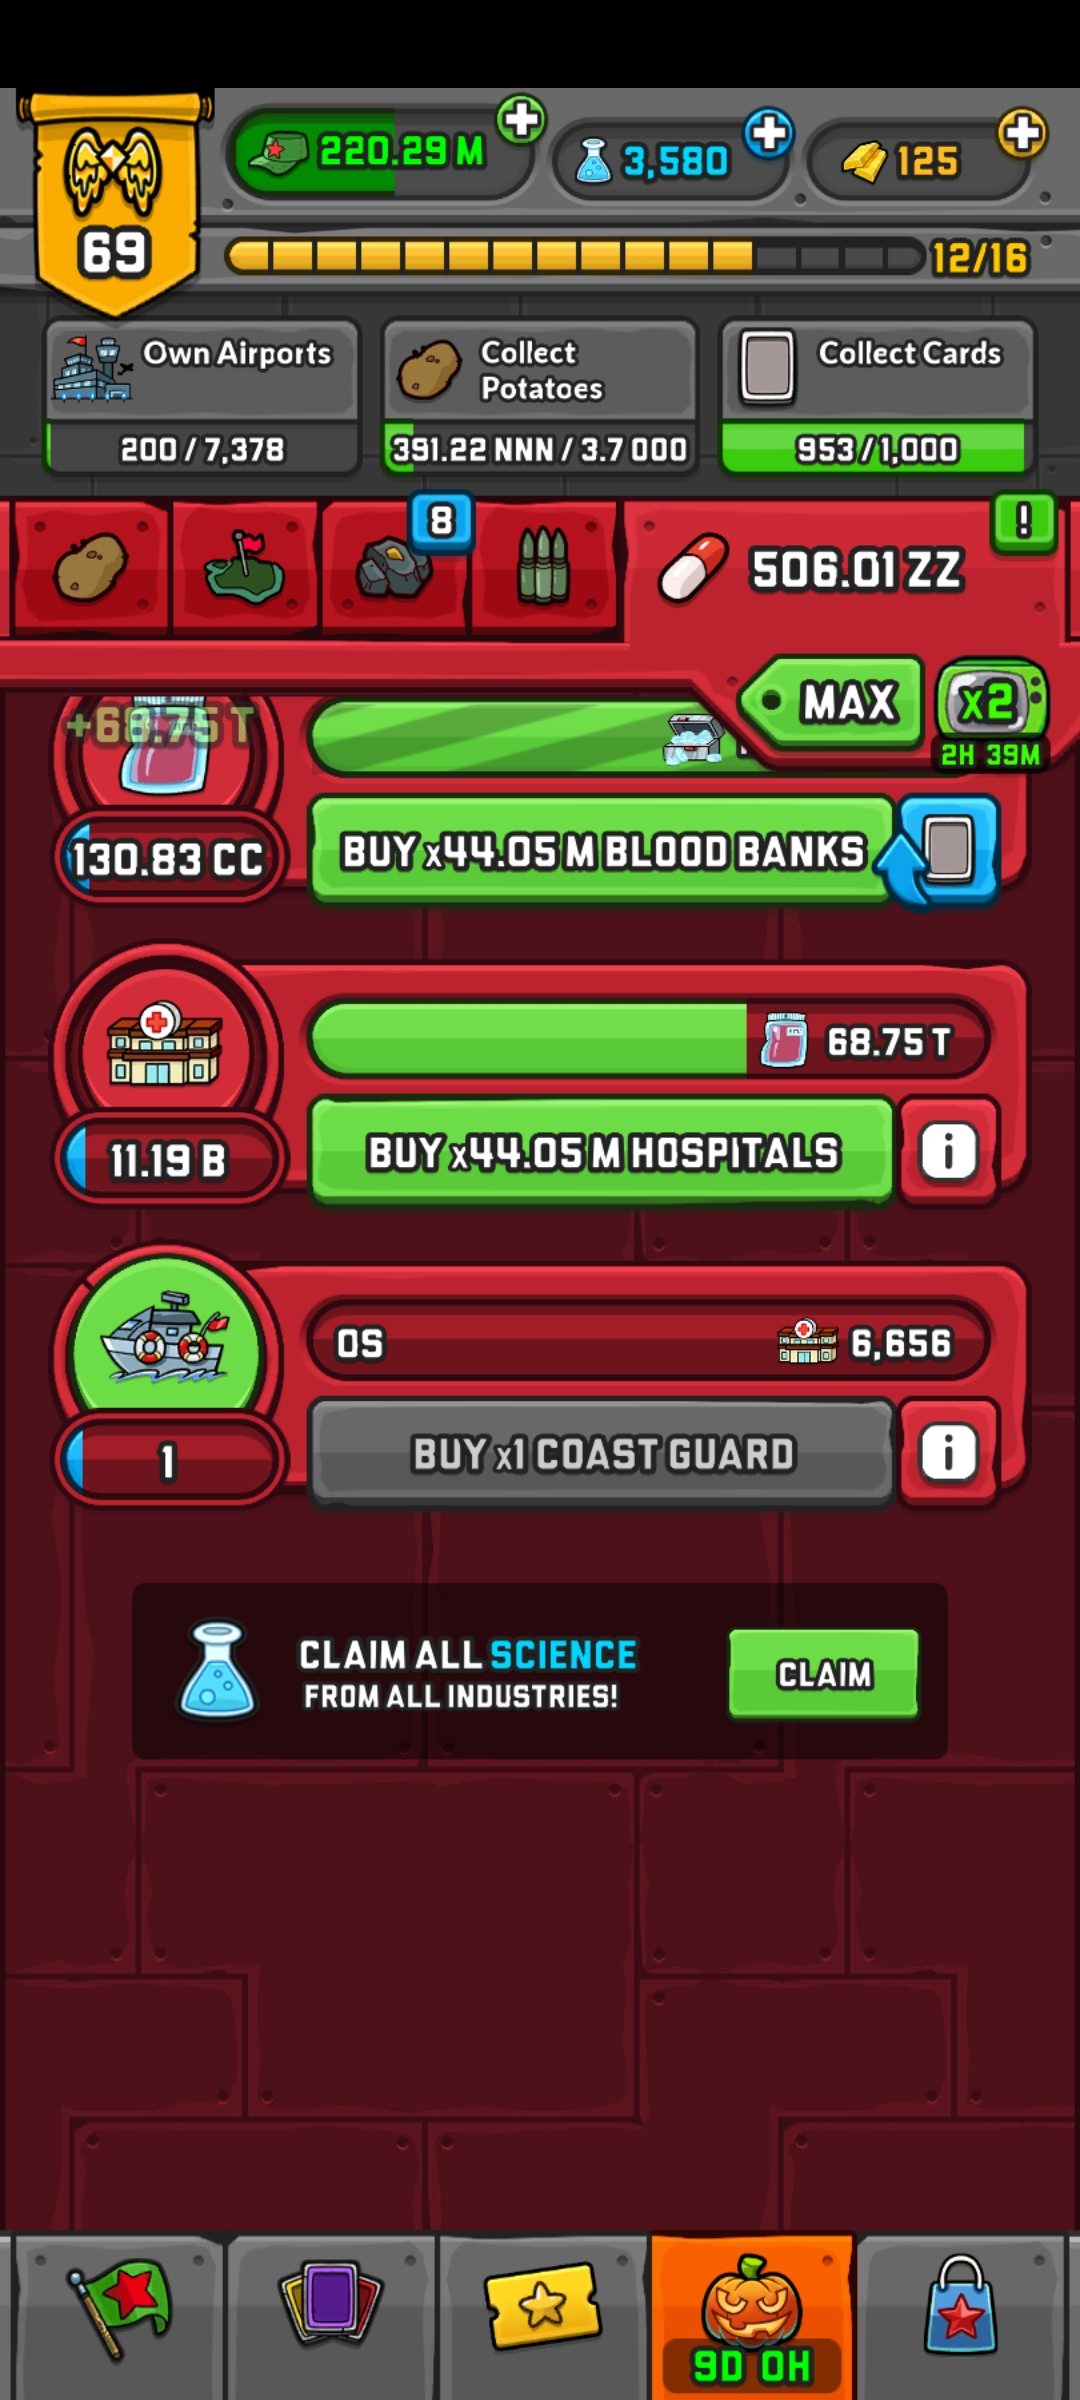 69
220.29 M
3,580
125
12/16
Own Airports
200 / 7,378
Collect
Potatoes
391.22 NNN / 3.7 OOO
Collect Cards
953 / 1,000
8
506.01 ZZ
!
MAX
x2
2H 39M
+68.75 T
130.83 CC
BUY x44.05 M BLOOD BANKS
68.75 T
11.19 B
BUY x44.05 M HOSPITALS
i
0S
6,656
1
BUY x1 COAST GUARD
i
CLAIM ALL SCIENCE
FROM ALL INDUSTRIES!
CLAIM
9D 0H